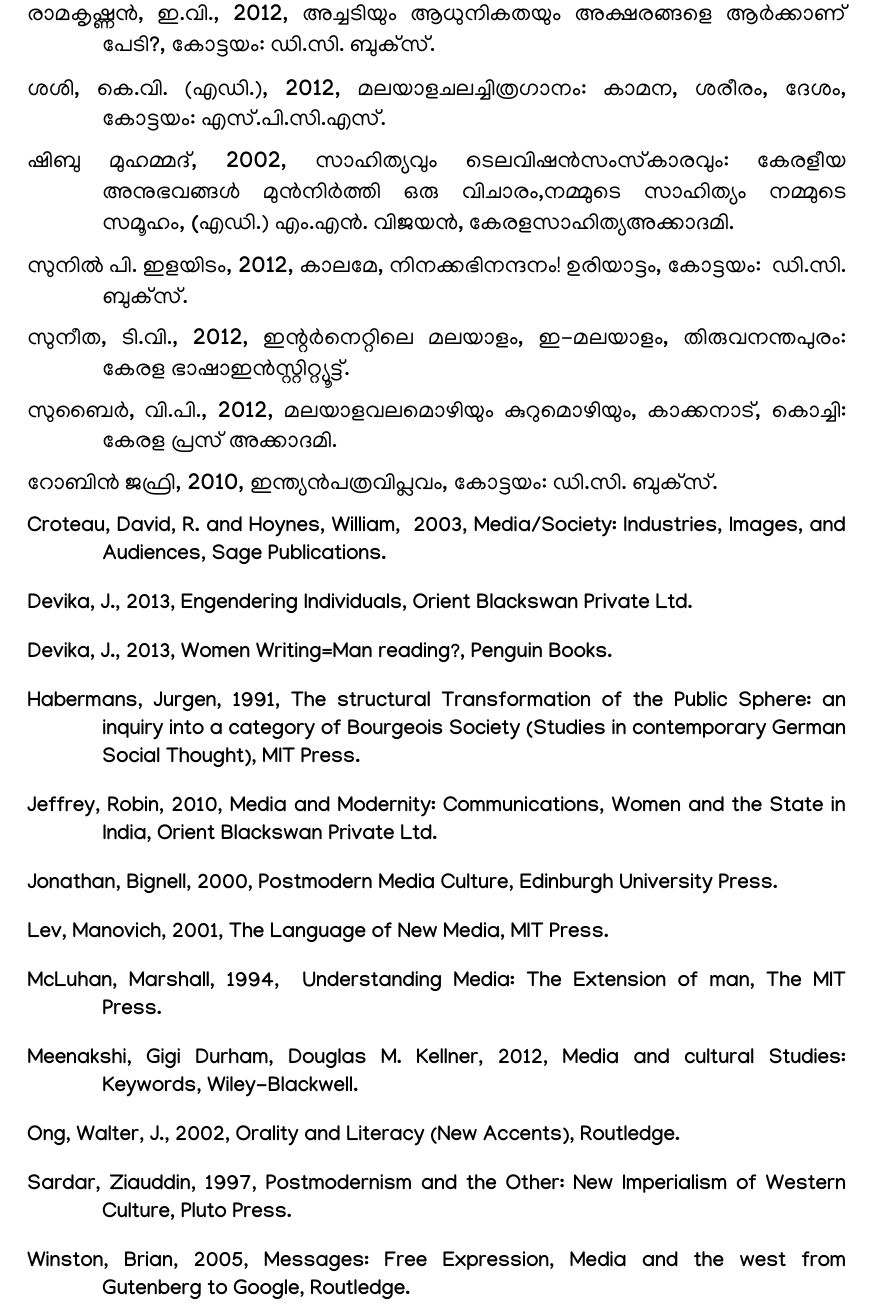 രാമകൃഷ്ണൻ, ഇ.വി., 2012, അച്ചടിയും ആധുനികതയും അക്ഷരങ്ങളെ ആർക്കാണ്
പേടി?, കോട്ടയം: ഡി.സി. ബുക്സ്.
ശശി, കെ.വി. (എഡി.), 2012, മലയാളചലച്ചിത്രഗാനം: കാമന, ശരീരം, ദേശം,
കോട്ടയം: എസ്.പി.സി.എസ്.
ഷിബു മുഹമ്മദ്, 2002, സാഹിത്യവും ടെലവിഷൻസംസ്കാരവും: കേരളീയ
അനുഭവങ്ങൾ മുൻനിർത്തി ഒരു വിചാരം,നമ്മുടെ സാഹിത്യം നമ്മുടെ
സമൂഹം, (എഡി.) എം.എൻ. വിജയൻ, കേരളസാഹിത്യഅക്കാദമി.
സുനിൽ പി. ഇളയിടം, 2012, കാലമേ, നിനക്കഭിനന്ദനം! ഉരിയാട്ടം, കോട്ടയം: ഡി.സി.
ബുക്സ്.
സുനീത, ടി.വി., 2012, ഇന്റർനെറ്റിലെ മലയാളം, ഇ-മലയാളം, തിരുവനന്തപുരം:
കേരള ഭാഷാഇൻസ്റ്റിറ്റ്യൂട്ട്.
സുബൈർ, വി.പി., 2012, മലയാളവലമൊഴിയും കുറുമൊഴിയും, കാക്കനാട്, കൊച്ചി:
കേരള പ്രസ് അക്കാദമി.
റോബിൻ ജഫ്രി, 2010, ഇന്ത്യൻപത്രവിപ്ലവം, കോട്ടയം: ഡി.സി. ബുക്സ്.
Croteau, David, R. and Hoynes, William, 2003, Media/Society: Industries, Images, and
Audiences, Sage Publications.
Devika, J., 2013, Engendering Individuals, Orient Blackswan Private Ltd.
Devika, J., 2013, Women Writing=Man reading?, Penguin Books.
Habermans, Jurgen, 1991, The structural Transformation of the Public Sphere: an
inquiry into a category of Bourgeois Society (Studies in contemporary German
Social Thought), MIT Press.
Jeffrey, Robin, 2010, Media and Modernity: Communications, Women and the State in
India, Orient Blackswan Private Ltd.
Jonathan, Bignell, 2000, Postmodern Media Culture, Edinburgh University Press.
Lev, Manovich, 2001, The Language of New Media, MIT Press.
McLuhan, Marshall, 1994, Understanding Media: The Extension of man, The MIT
Press.
Meenakshi, Gigi Durham, Douglas M. Kellner, 2012, Media and cultural Studies:
Keywords, Wiley-Blackwell.
Ong, Walter, J., 2002, Orality and Literacy (New Accents), Routledge.
Sardar, Ziauddin, 1997, Postmodernism and the Other: New Imperialism of Western
Culture, Pluto Press.
Winston, Brian, 2005, Messages: Free Expression, Media and the west from
Gutenberg to Google, Routledge.